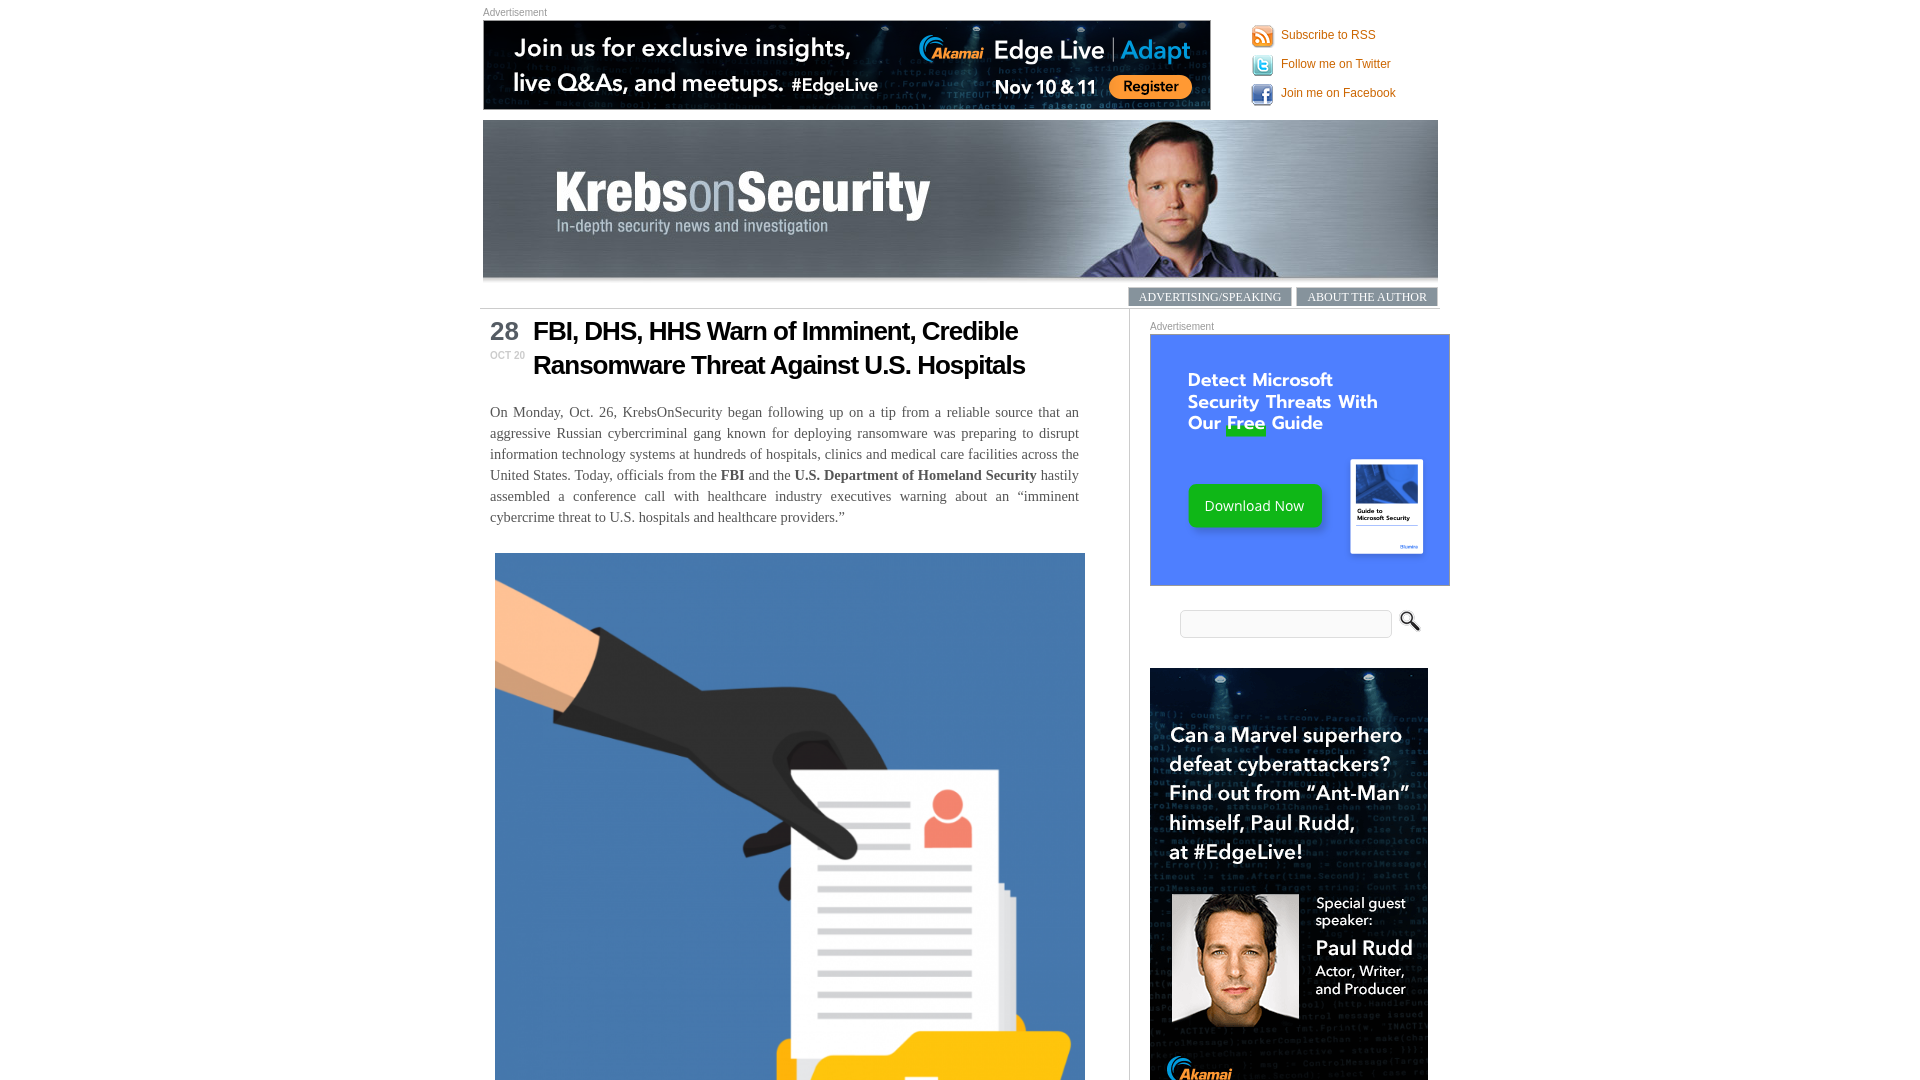 Advertisement
Join us for exclusive insights,
live Q&As, and meetups. #EdgeLive
Akamai Edge Live | Adapt
Nov 10 & 11 Register
Subscribe to RSS
Follow me on Twitter
Join me on Facebook
KrebsonSecurity
In-depth security news and investigation
ADVERTISING/SPEAKING
ABOUT THE AUTHOR
28
OCT 20
FBI, DHS, HHS Warn of Imminent, Credible
Ransomware Threat Against U.S. Hospitals
On Monday, Oct. 26, KrebsOnSecurity began following up on a tip from a reliable source that an
aggressive Russian cybercriminal gang known for deploying ransomware was preparing to disrupt
information technology systems at hundreds of hospitals, clinics and medical care facilities across the
United States. Today, officials from the FBI and the U.S. Department of Homeland Security hastily
assembled a conference call with healthcare industry executives warning about an “imminent
cybercrime threat to U.S. hospitals and healthcare providers.”
Advertisement
Detect Microsoft
Security Threats With
Our Free Guide
Download Now
Guide to
Microsoft Security
Blumira
Can a Marvel superhero
defeat cyberattackers?
Find out from “Ant-Man”
himself, Paul Rudd,
at #EdgeLive!
Special guest
speaker:
Paul Rudd
Actor, Writer,
and Producer
Akamai